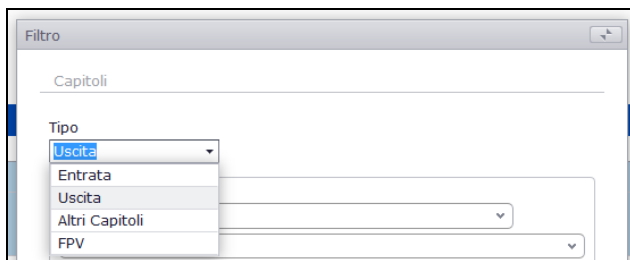 Filtro
Capitoli
Tipo
Uscita
Entrata
Uscita
Altri Capitoli
FPV